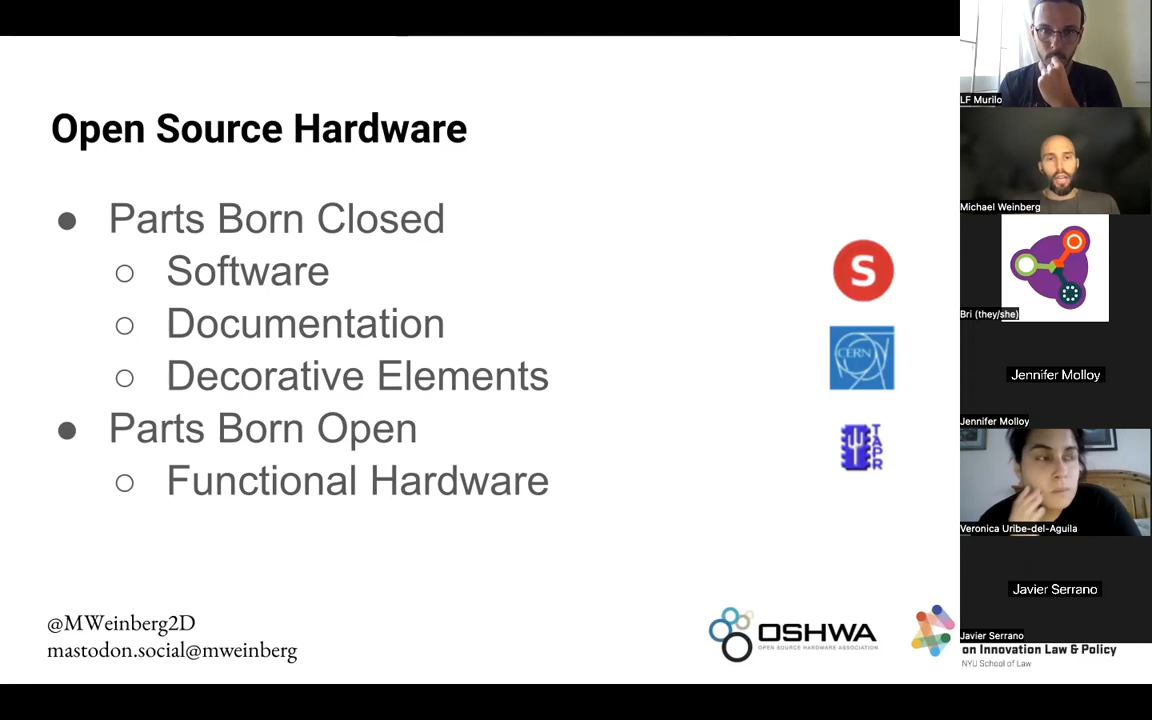 Open Source Hardware
● Parts Born Closed
○ Software
○ Documentation
○ Decorative Elements
● Parts Born Open
○ Functional Hardware
S
CERN
TAPR
@MWeinberg2D
mastodon.social@mweinberg
OSHWA
OPEN SOURCE HARDWARE ASSOCIATION
on Innovation Law & Policy
NYU School of Law
LF Murilo
Michael Weinberg
Bri (they/she)
Jennifer Molloy
Jennifer Molloy
Veronica Uribe-del-Aguila
Javier Serrano
Javier Serrano